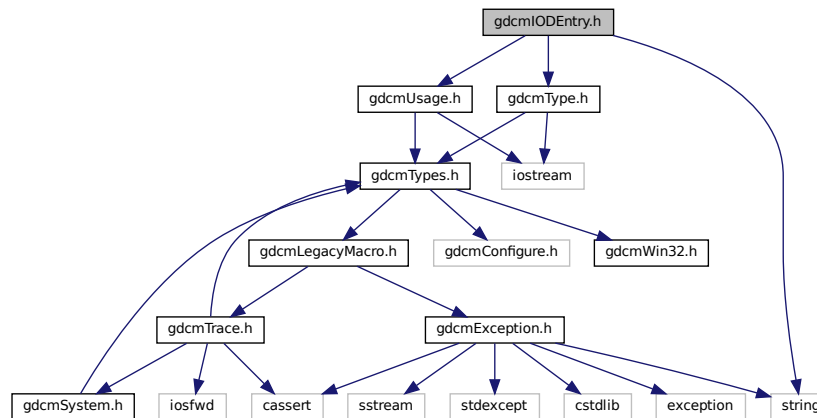 gdcmIODEntry.h
gdcmUsage.h
gdcmType.h
gdcmTypes.h
iostream
gdcmLegacyMacro.h
gdcmConfigure.h
gdcmWin32.h
gdcmTrace.h
gdcmException.h
gdcmSystem.h
iosfwd
cassert
sstream
stdexcept
cstdlib
exception
string